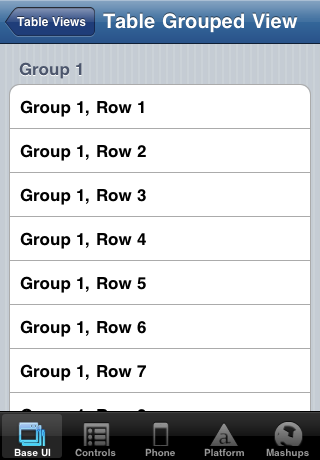 Table Views
Table Grouped View
Group 1
Group 1, Row 1
Group 1, Row 2
Group 1, Row 3
Group 1, Row 4
Group 1, Row 5
Group 1, Row 6
Group 1, Row 7
Base UI
Controls
Phone
Platform
Mashups